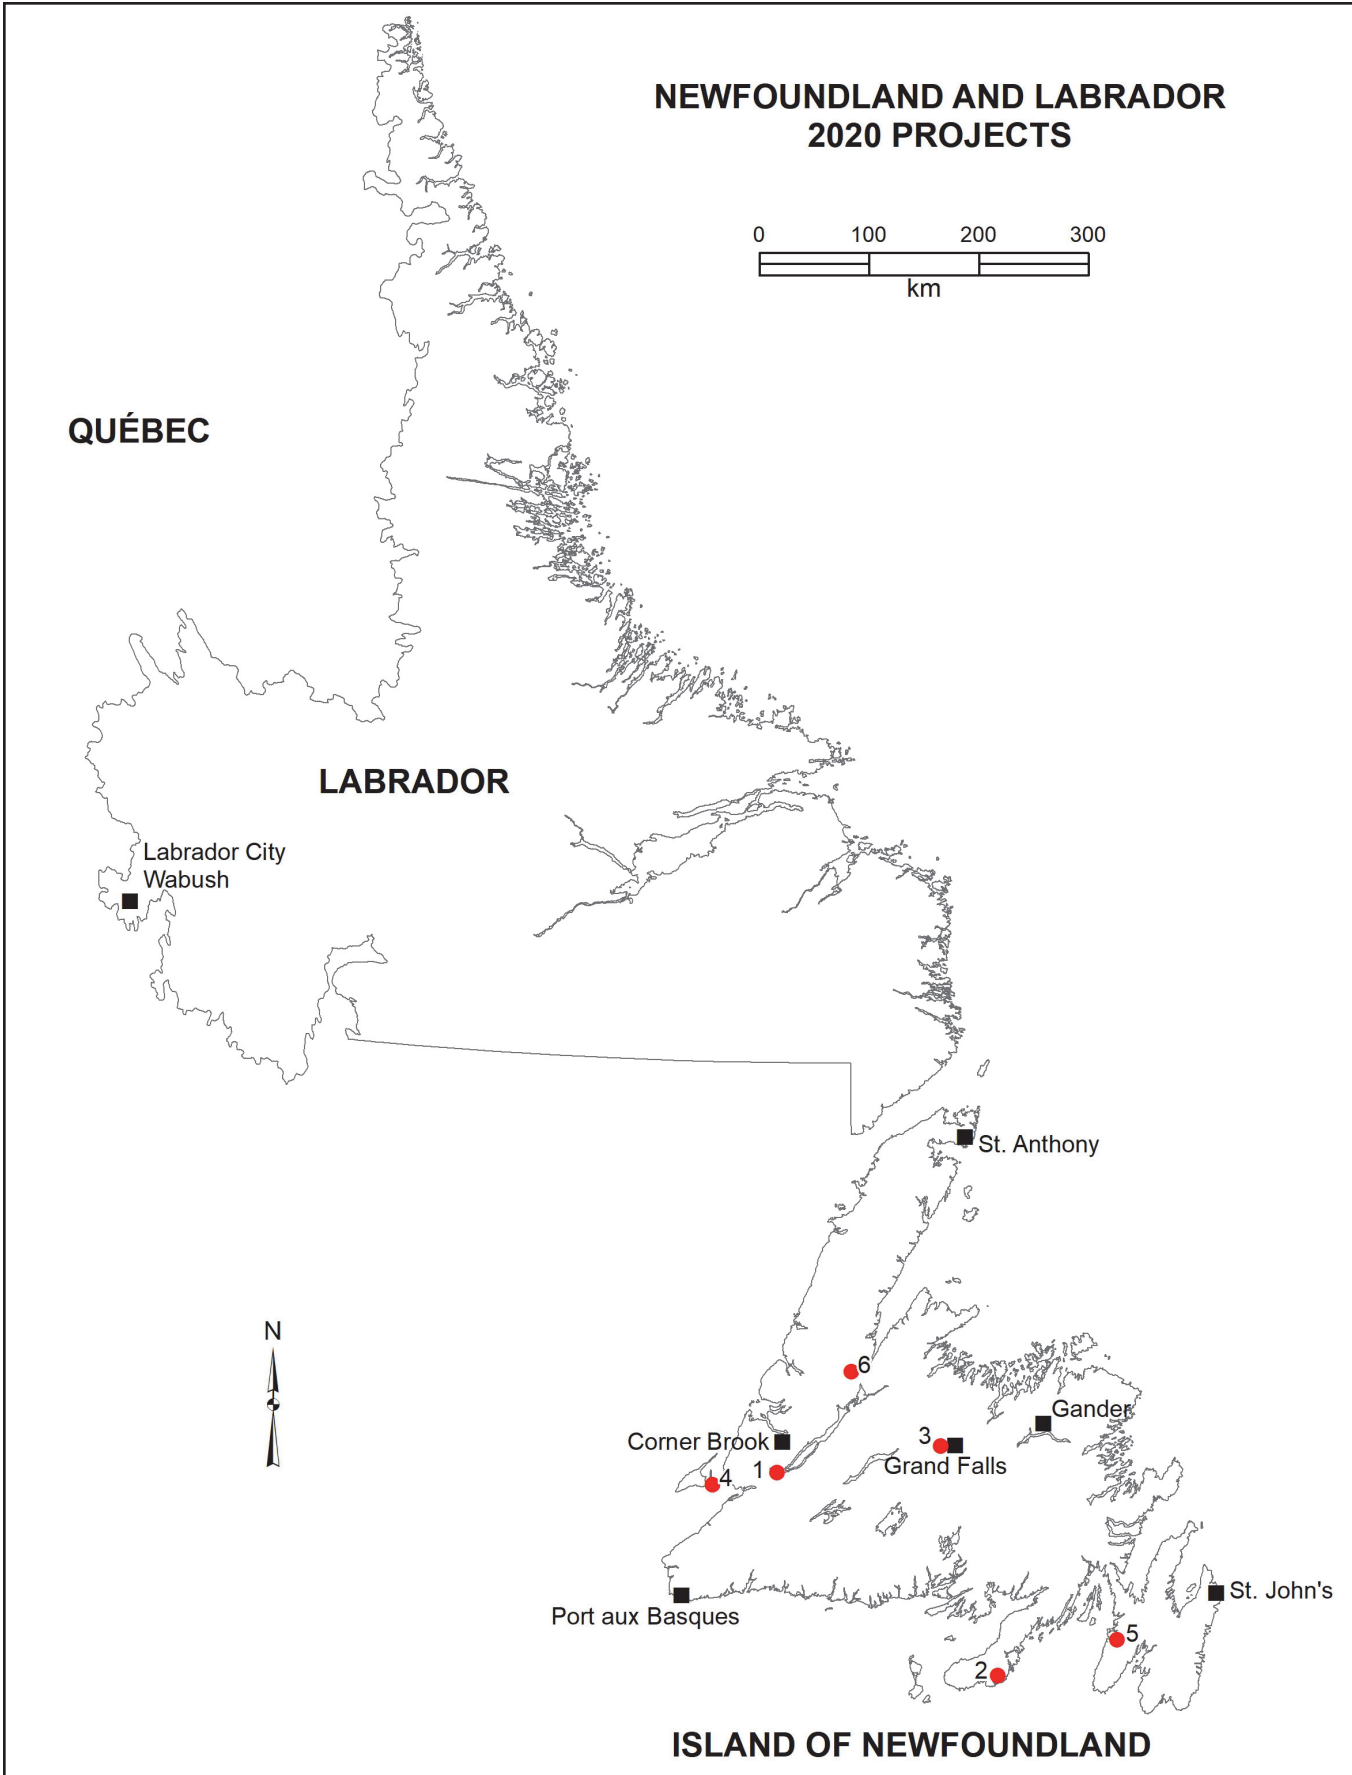 NEWFOUNDLAND AND LABRADOR
2020 PROJECTS
0 100 200 300
km
QUÉBEC
LABRADOR
Labrador City
Wabush
St. Anthony
N
6
Gander
Corner Brook
3
Grand Falls
1
4
Port aux Basques
St. John's
5
2
ISLAND OF NEWFOUNDLAND